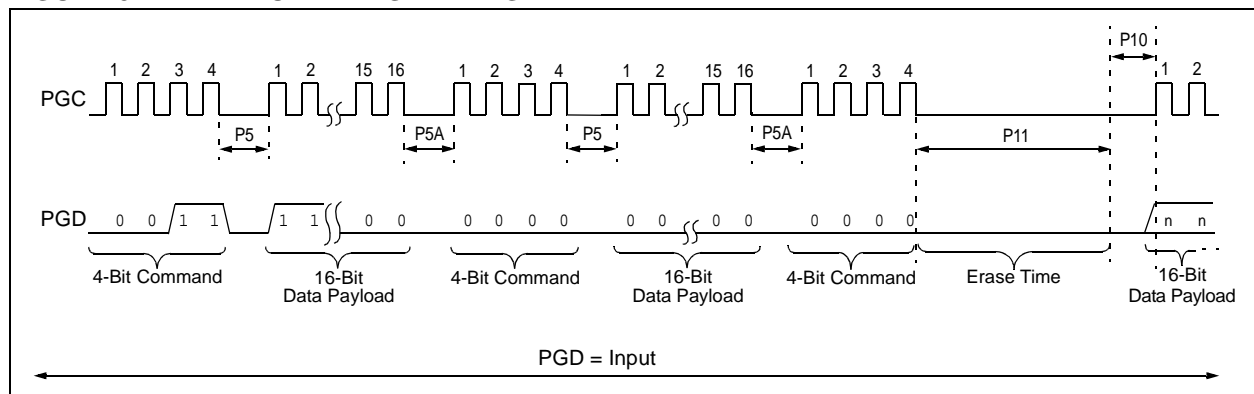 P10
1 2 3 4 1 2 15 16 1 2 3 4 1 2 15 16 1 2 3 4 1 2
PGC
P5 P5A P5 P5A P11
PGD 0 0 1 1 1 1 0 0 0 0 0 0 0 0 0 0 0 0 0 0 n n
4-Bit Command 16-Bit 4-Bit Command 16-Bit 4-Bit Command Erase Time 16-Bit
Data Payload Data Payload Data Payload
PGD = Input